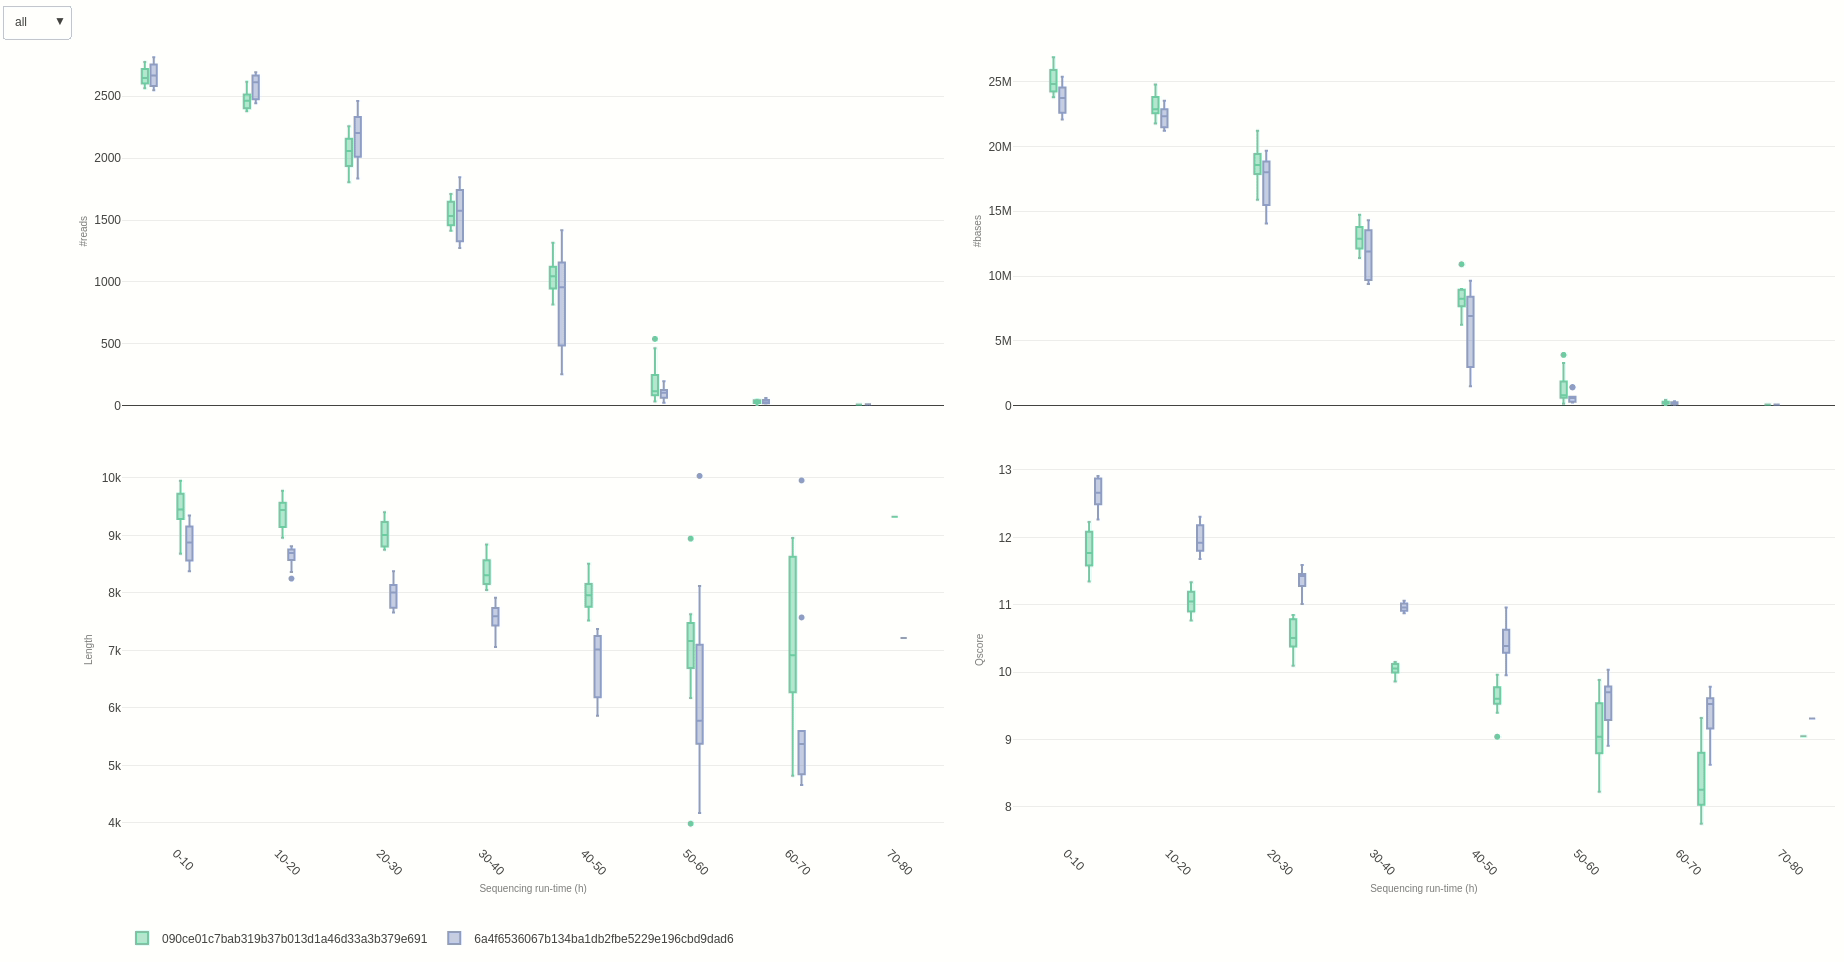 all ▼
2500
2000
1500
1000
500
0
#reads
25M
20M
15M
10M
5M
0
#bases
10k
9k
8k
7k
6k
5k
4k
Length
0-10 10-20 20-30 30-40 40-50 50-60 60-70 70-80
Sequencing run-time (h)
13
12
11
10
9
8
Qscore
0-10 10-20 20-30 30-40 40-50 50-60 60-70 70-80
Sequencing run-time (h)
090ce01c7bab319b37b013d1a46d33a3b379e691 6a4f6536067b134ba1db2fbe5229e196cbd9dad6